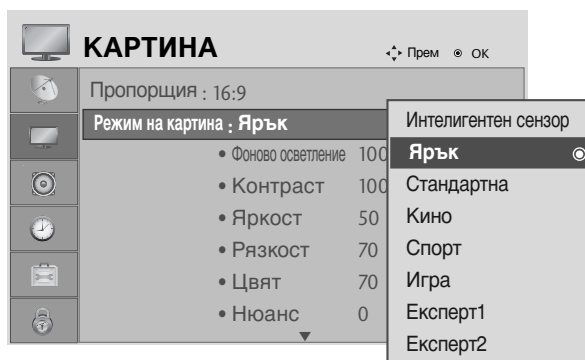 КАРТИНА
Прем ОК
Пропорция : 16:9
Режим на картина : Ярък
• Фоново осветление 100
• Контраст 100
• Яркост 50
• Рязкост 70
• Цвят 70
• Нюанс 0
Интелигентен сензор
Ярък
Стандартна
Кино
Спорт
Игра
Експерт1
Експерт2